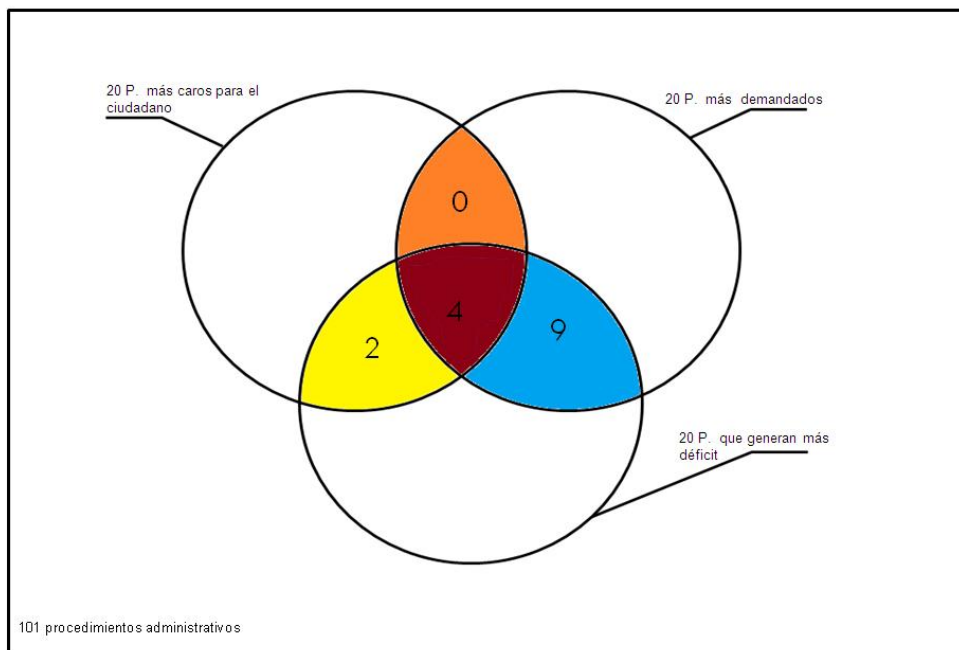 20 P. más caros para el
ciudadano
20 P. más demandados
0
4
2
9
20 P. que generan más
déficit
101 procedimientos administrativos